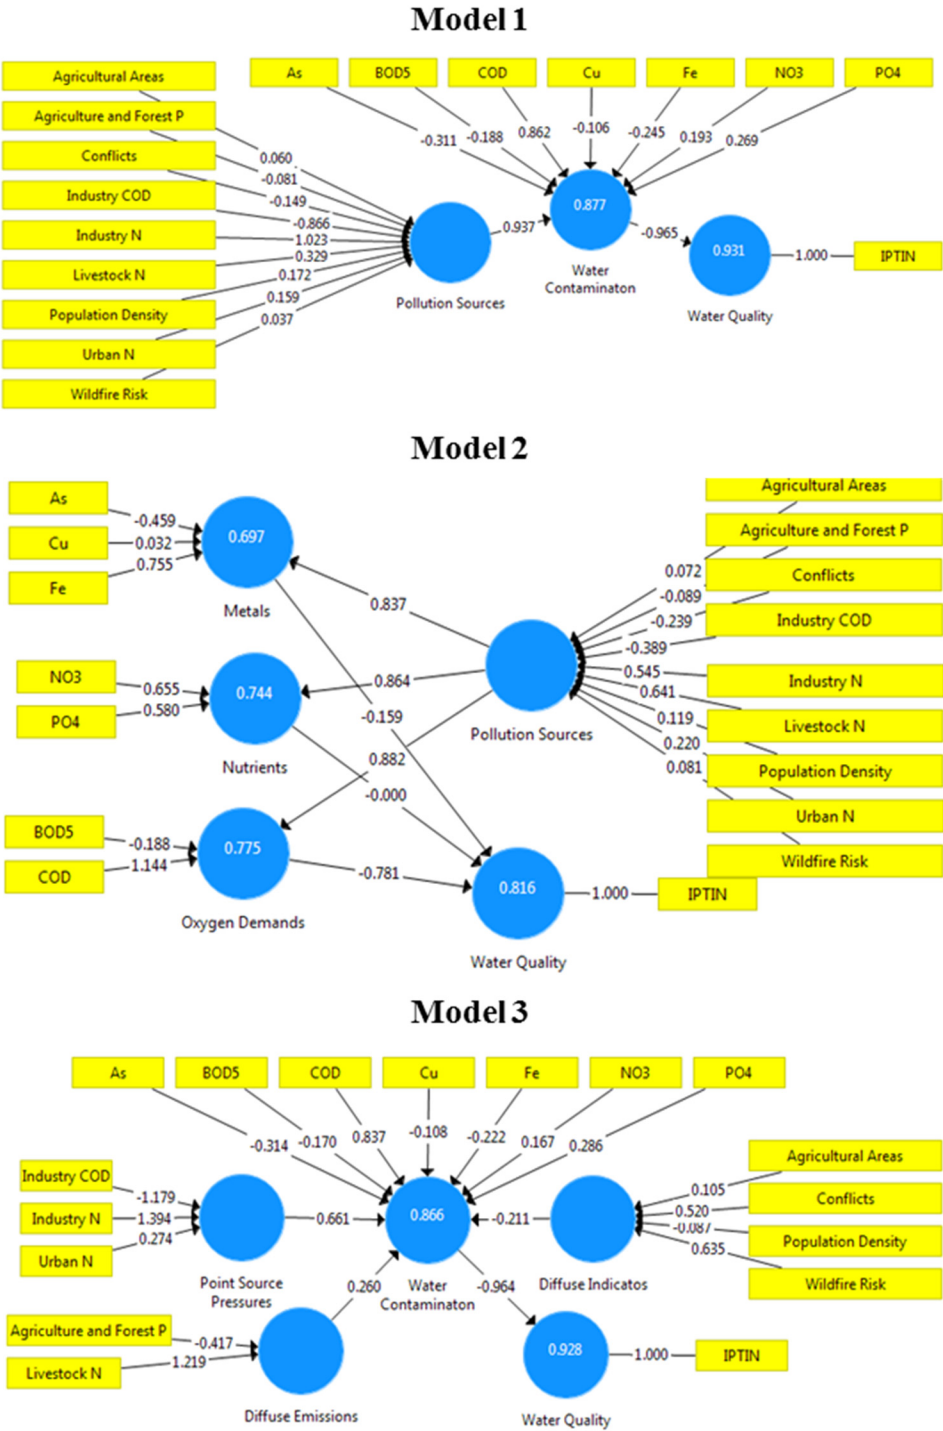 Model 1
Agricultural Areas
Agriculture and Forest P
Conflicts
Industry COD
Industry N
Livestock N
Population Density
Urban N
Wildfire Risk
0.060
-0.081
-0.149
-0.866
1.023
0.329
0.172
0.159
0.037
Pollution Sources
0.937
As
BOD5
COD
Cu
Fe
NO3
PO4
-0.311
-0.188
0.862
-0.106
-0.245
0.193
0.269
0.877
Water
Contaminaton
-0.965
0.931
Water Quality
1.000
IPTIN
Model 2
As
Cu
Fe
-0.459
0.032
0.755
0.697
Metals
NO3
PO4
0.655
0.580
0.744
Nutrients
BOD5
COD
-0.188
1.144
0.775
Oxygen Demands
0.837
0.864
0.882
-0.159
-0.000
-0.781
Pollution Sources
0.072
-0.089
-0.239
-0.389
0.545
0.641
0.119
0.220
0.081
Agricultural Areas
Agriculture and Forest P
Conflicts
Industry COD
Industry N
Livestock N
Population Density
Urban N
Wildfire Risk
0.816
Water Quality
1.000
IPTIN
Model 3
As
BOD5
COD
Cu
Fe
NO3
PO4
-0.314
-0.170
0.837
-0.108
-0.222
0.167
0.286
Industry COD
Industry N
Urban N
-1.179
1.394
0.274
Point Source
Pressures
0.661
0.866
Water
Contaminaton
-0.211
Diffuse Indicatos
0.105
0.520
-0.087
0.635
Agricultural Areas
Conflicts
Population Density
Wildfire Risk
Agriculture and Forest P
Livestock N
-0.417
1.219
Diffuse Emissions
0.260
-0.964
0.928
Water Quality
1.000
IPTIN